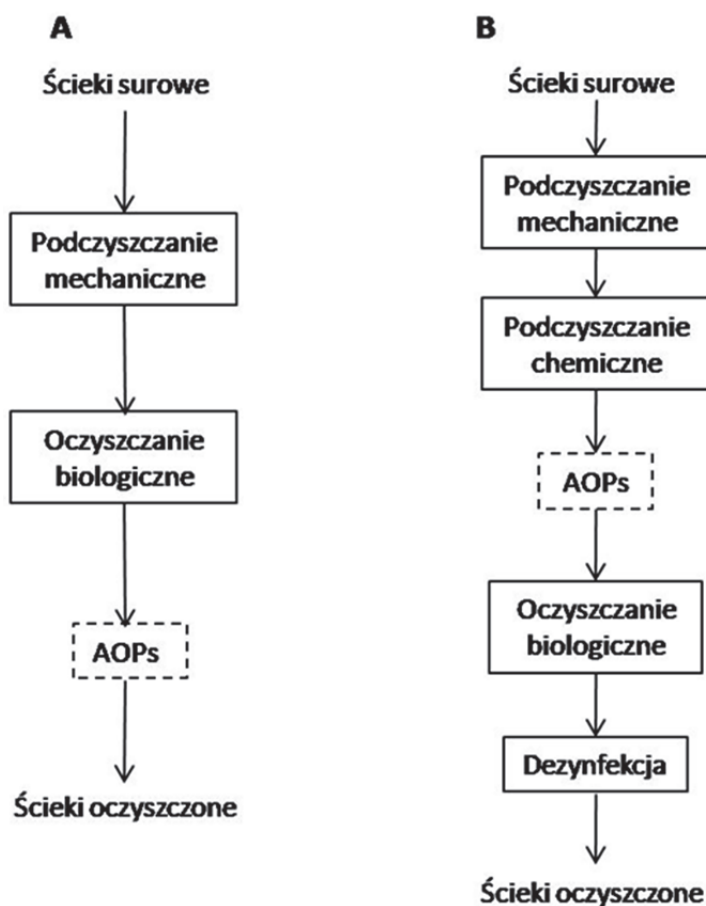 A
Ścieki surowe
Podczyszczanie
mechaniczne
Oczyszczanie
biologiczne
AOPs
Ścieki oczyszczone
B
Ścieki surowe
Podczyszczanie
mechaniczne
Podczyszczanie
chemiczne
AOPs
Oczyszczanie
biologiczne
Dezynfekcja
Ścieki oczyszczone